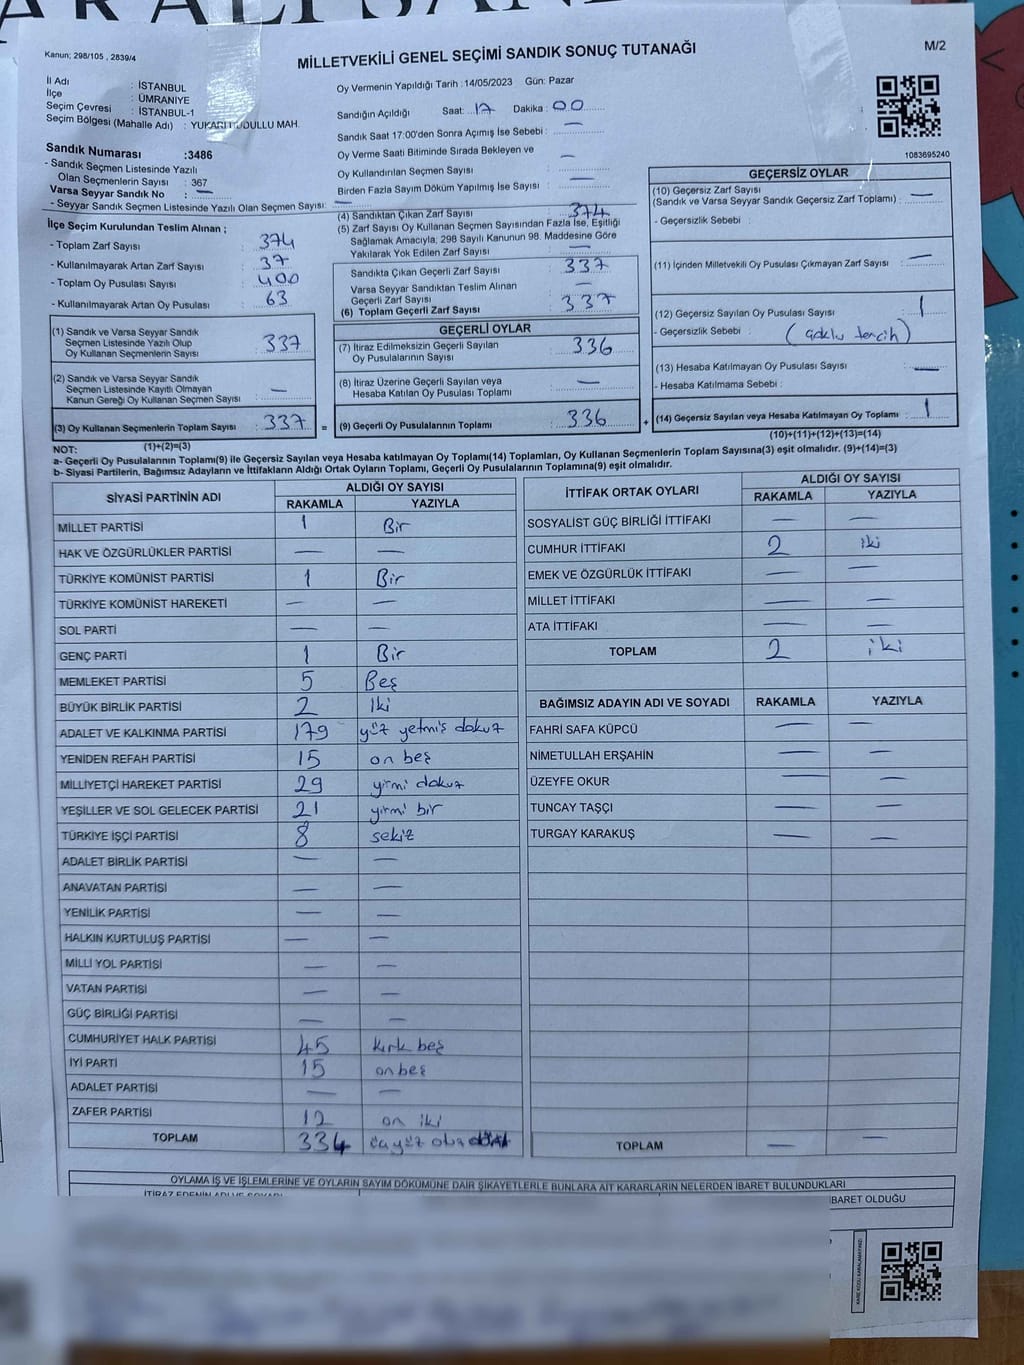 Kanun; 298/105 , 2839/4
MİLLETVEKİLİ GENEL SEÇİMİ SANDIK SONUÇ TUTANAĞI
M/2
İl Adı : İSTANBUL
İlçe : ÜMRANİYE
Seçim Çevresi : İSTANBUL-1
Seçim Bölgesi (Mahalle Adı) : YUKARI DUDULLU MAH.
Oy Vermenin Yapıldığı Tarih :14/05/2023 Gün: Pazar
Sandığın Açıldığı Saat: 17 Dakika : 00
Sandık Saat 17:00'den Sonra Açımış İse Sebebi : —
Oy Verme Saati Bitiminde Sırada Bekleyen ve
Oy Kullandırılan Seçmen Sayısı : —
Birden Fazla Sayım Döküm Yapılmış İse Sayısı : —
1083695240
Sandık Numarası :3486
- Sandık Seçmen Listesinde Yazılı
Olan Seçmenlerin Sayısı : 367
Varsa Seyyar Sandık No : —
- Seyyar Sandık Seçmen Listesinde Yazılı Olan Seçmen Sayısı: —
İlçe Seçim Kurulundan Teslim Alınan ;
- Toplam Zarf Sayısı : 374
- Kullanılmayarak Artan Zarf Sayısı : 37
- Toplam Oy Pusulası Sayısı : 400
- Kullanılmayarak Artan Oy Pusulası : 63
(1) Sandık ve Varsa Seyyar Sandık
Seçmen Listesinde Yazılı Olup
Oy Kullanan Seçmenlerin Sayısı : 337
(2) Sandık ve Varsa Seyyar Sandık
Seçmen Listesinde Kayıtlı Olmayan
Kanun Gereği Oy Kullanan Seçmen Sayısı : —
(3) Oy Kullanan Seçmenlerin Toplam Sayısı : 337 =
(1)+(2)=(3)
(4) Sandıktan Çıkan Zarf Sayısı : 374
(5) Zarf Sayısı Oy Kullanan Seçmen Sayısından Fazla İse, Eşitliği
Sağlamak Amacıyla; 298 Sayılı Kanunun 98. Maddesine Göre
Yakılarak Yok Edilen Zarf Sayısı : —
Sandıkta Çıkan Geçerli Zarf Sayısı : 337
Varsa Seyyar Sandıktan Teslim Alınan
Geçerli Zarf Sayısı : —
(6) Toplam Geçerli Zarf Sayısı : 337
GEÇERLİ OYLAR
(7) İtiraz Edilmeksizin Geçerli Sayılan
Oy Pusulalarının Sayısı : 336
(8) İtiraz Üzerine Geçerli Sayılan veya
Hesaba Katılan Oy Pusulası Toplamı : —
(9) Geçerli Oy Pusulalarının Toplamı : 336 +
GEÇERSİZ OYLAR
(10) Geçersiz Zarf Sayısı
(Sandık ve Varsa Seyyar Sandık Geçersiz Zarf Toplamı) : —
- Geçersizlik Sebebi :
(11) İçinden Milletvekili Oy Pusulası Çıkmayan Zarf Sayısı : —
(12) Geçersiz Sayılan Oy Pusulası Sayısı : 1
- Geçersizlik Sebebi : (çoklu tercih)
(13) Hesaba Katılmayan Oy Pusulası Sayısı : —
- Hesaba Katılmama Sebebi :
(14) Geçersiz Sayılan veya Hesaba Katılmayan Oy Toplamı : 1
(10)+(11)+(12)+(13)=(14)
NOT:
a- Geçerli Oy Pusulalarının Toplamı(9) ile Geçersiz Sayılan veya Hesaba katılmayan Oy Toplamı(14) Toplamları, Oy Kullanan Seçmenlerin Toplam Sayısına(3) eşit olmalıdır. (9)+(14)=(3)
b- Siyasi Partilerin, Bağımsız Adayların ve İttifakların Aldığı Ortak Oyların Toplamı, Geçerli Oy Pusulalarının Toplamına(9) eşit olmalıdır.
SİYASİ PARTİNİN ADI
ALDIĞI OY SAYISI
RAKAMLA YAZIYLA
MİLLET PARTİSİ 1 Bir
HAK VE ÖZGÜRLÜKLER PARTİSİ — —
TÜRKİYE KOMÜNİST PARTİSİ 1 Bir
TÜRKİYE KOMÜNİST HAREKETİ — —
SOL PARTİ — —
GENÇ PARTİ 1 Bir
MEMLEKET PARTİSİ 5 Beş
BÜYÜK BİRLİK PARTİSİ 2 İki
ADALET VE KALKINMA PARTİSİ 179 yüz yetmiş dokuz
YENİDEN REFAH PARTİSİ 15 on beş
MİLLİYETÇİ HAREKET PARTİSİ 29 yirmi dokuz
YEŞİLLER VE SOL GELECEK PARTİSİ 21 yirmi bir
TÜRKİYE İŞÇİ PARTİSİ 8 sekiz
ADALET BİRLİK PARTİSİ — —
ANAVATAN PARTİSİ — —
YENİLİK PARTİSİ — —
HALKIN KURTULUŞ PARTİSİ — —
MİLLİ YOL PARTİSİ — —
VATAN PARTİSİ — —
GÜÇ BİRLİĞİ PARTİSİ — —
CUMHURİYET HALK PARTİSİ 45 kırk beş
İYİ PARTİ 15 on beş
ADALET PARTİSİ — —
ZAFER PARTİSİ 12 on iki
TOPLAM 334 üçyüz otuz dört
İTTİFAK ORTAK OYLARI
ALDIĞI OY SAYISI
RAKAMLA YAZIYLA
SOSYALİST GÜÇ BİRLİĞİ İTTİFAKI — —
CUMHUR İTTİFAKI 2 iki
EMEK VE ÖZGÜRLÜK İTTİFAKI — —
MİLLET İTTİFAKI — —
ATA İTTİFAKI — —
TOPLAM 2 iki
BAĞIMSIZ ADAYIN ADI VE SOYADI RAKAMLA YAZIYLA
FAHRİ SAFA KÜPCÜ — —
NİMETULLAH ERŞAHİN — —
ÜZEYFE OKUR — —
TUNCAY TAŞÇI — —
TURGAY KARAKUŞ — —
TOPLAM — —
OYLAMA İŞ VE İŞLEMLERİNE VE OYLARIN SAYIM DÖKÜMÜNE DAİR ŞİKAYETLERLE BUNLARA AİT KARARLARIN NELERDEN İBARET BULUNDUKLARI
İTİRAZ EDENİN ADI VE SOYADI
İBARET OLDUĞU
KARE KODU KARALAMAYINIZ!